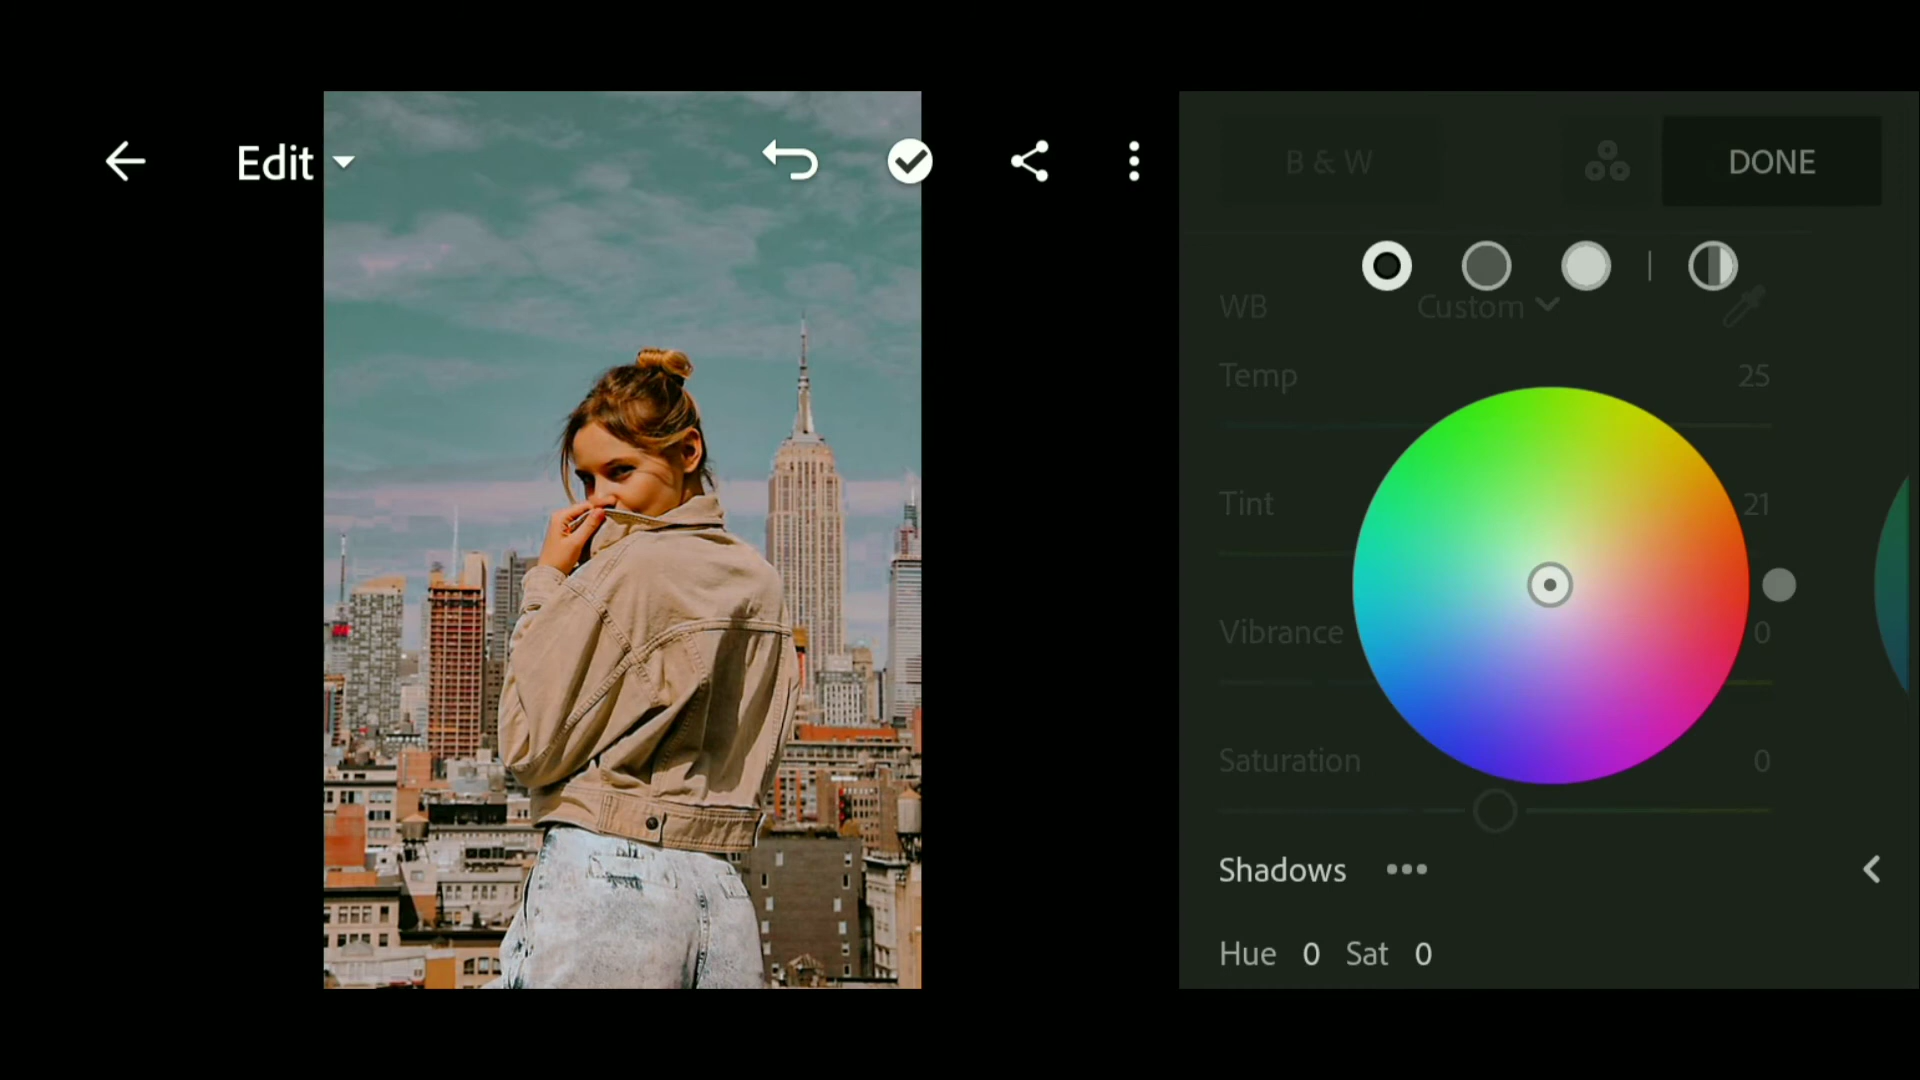 Edit
B & W
DONE
WB Custom
Temp 25
Tint 21
Vibrance 0
Saturation 0
Shadows
Hue 0 Sat 0